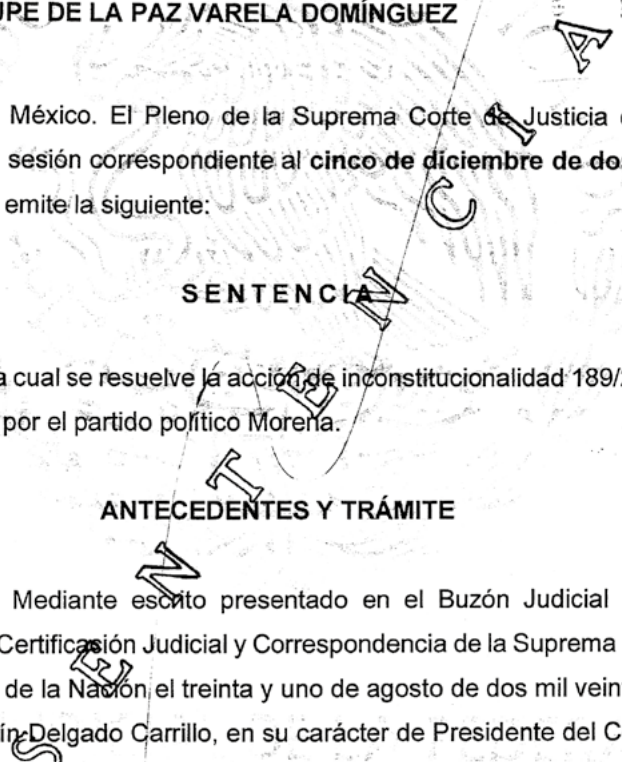 UPE DE LA PAZ VARELA DOMÍNGUEZ
México. El Pleno de la Suprema Corte de Justicia
sesión correspondiente al cinco de diciembre de
emite la siguiente:
SENTENCIA
cual se resuelve la acción de inconstitucionalidad 189/
por el partido político Morena.
ANTECEDENTES Y TRÁMITE
Mediante escrito presentado en el Buzón Judicial
Certificación Judicial y Correspondencia de la Suprema
de la Nación el treinta y uno de agosto de dos mil
Delgado Carrillo, en su carácter de Presidente del
SENTENCIA